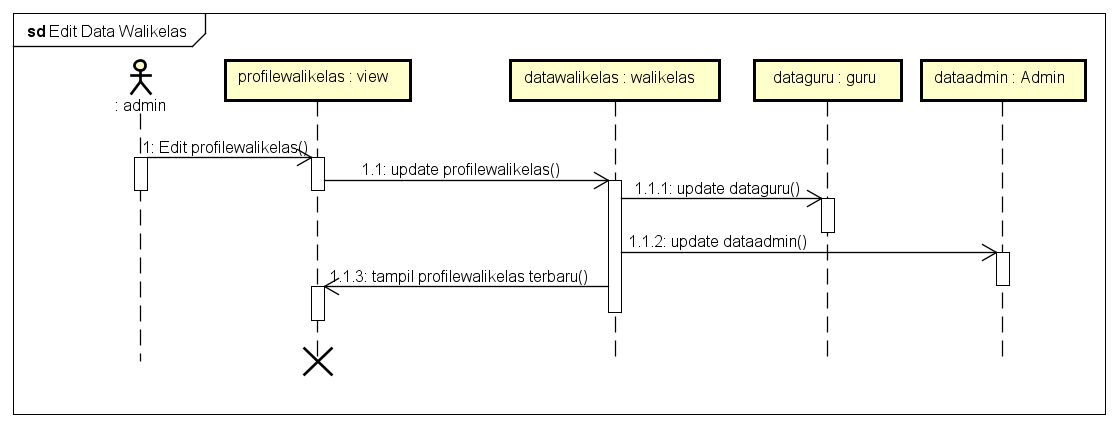 sd Edit Data Walikelas
: admin
profilewalikelas : view
datawalikelas : walikelas
dataguru : guru
dataadmin : Admin
1: Edit profilewalikelas()
1.1: update profilewalikelas()
1.1.1: update dataguru()
1.1.2: update dataadmin()
1.1.3: tampil profilewalikelas terbaru()